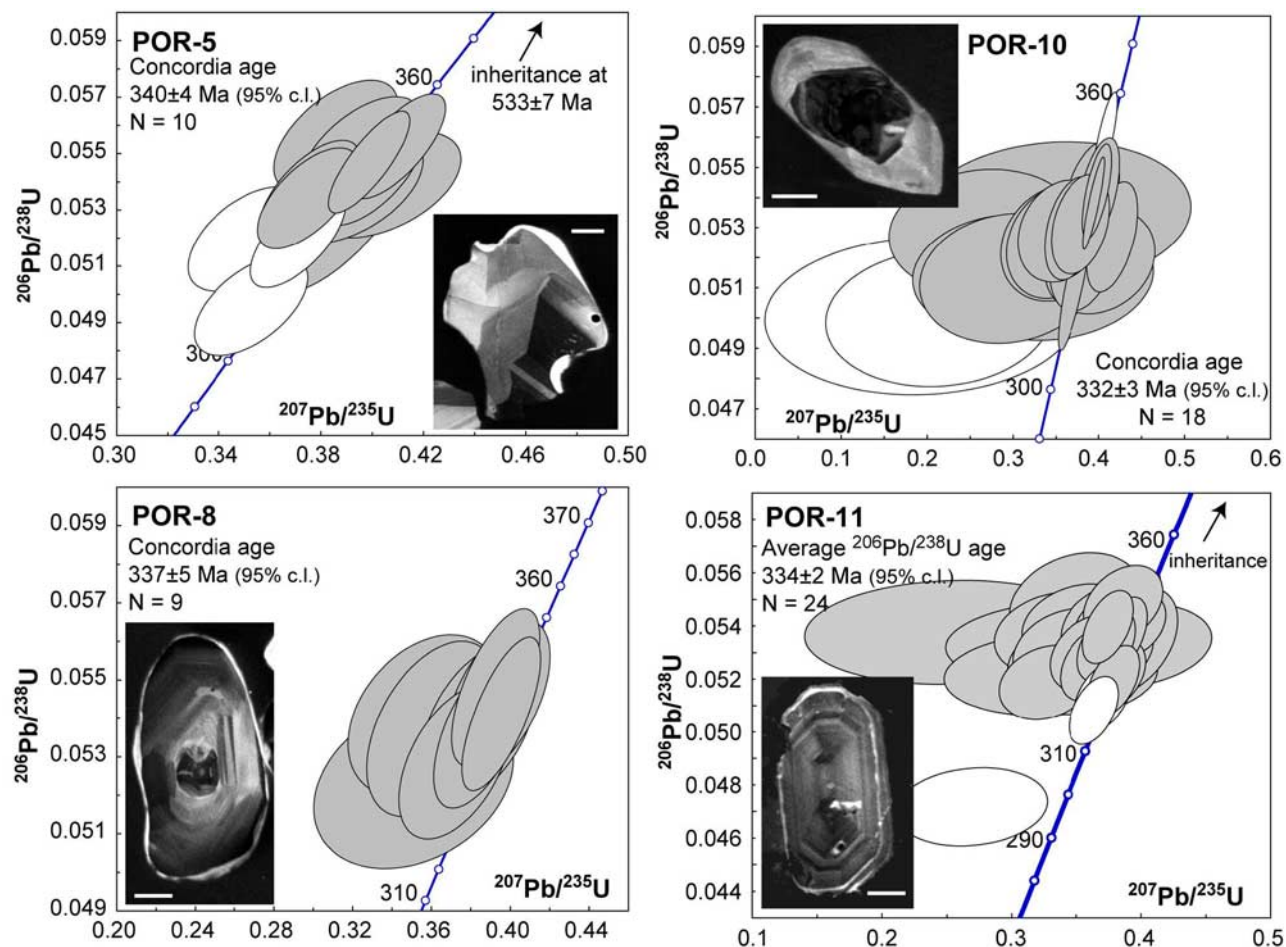 POR-5
Concordia age
340±4 Ma (95% c.l.)
N = 10
360
inheritance at
533±7 Ma
300
0.059
0.057
0.055
0.053
0.051
0.049
0.047
0.045
206Pb/238U
207Pb/235U
0.30 0.34 0.38 0.42 0.46 0.50
POR-10
360
300
Concordia age
332±3 Ma (95% c.l.)
N = 18
0.059
0.057
0.055
0.053
0.051
0.049
0.047
206Pb/238U
207Pb/235U
0.0 0.1 0.2 0.3 0.4 0.5 0.6
POR-8
Concordia age
337±5 Ma (95% c.l.)
N = 9
370
360
310
0.059
0.057
0.055
0.053
0.051
0.049
206Pb/238U
207Pb/235U
0.20 0.24 0.28 0.32 0.36 0.40 0.44
POR-11
Average 206Pb/238U age
334±2 Ma (95% c.l.)
N = 24
360
inheritance
310
290
0.058
0.056
0.054
0.052
0.050
0.048
0.046
0.044
206Pb/238U
207Pb/235U
0.1 0.2 0.3 0.4 0.5